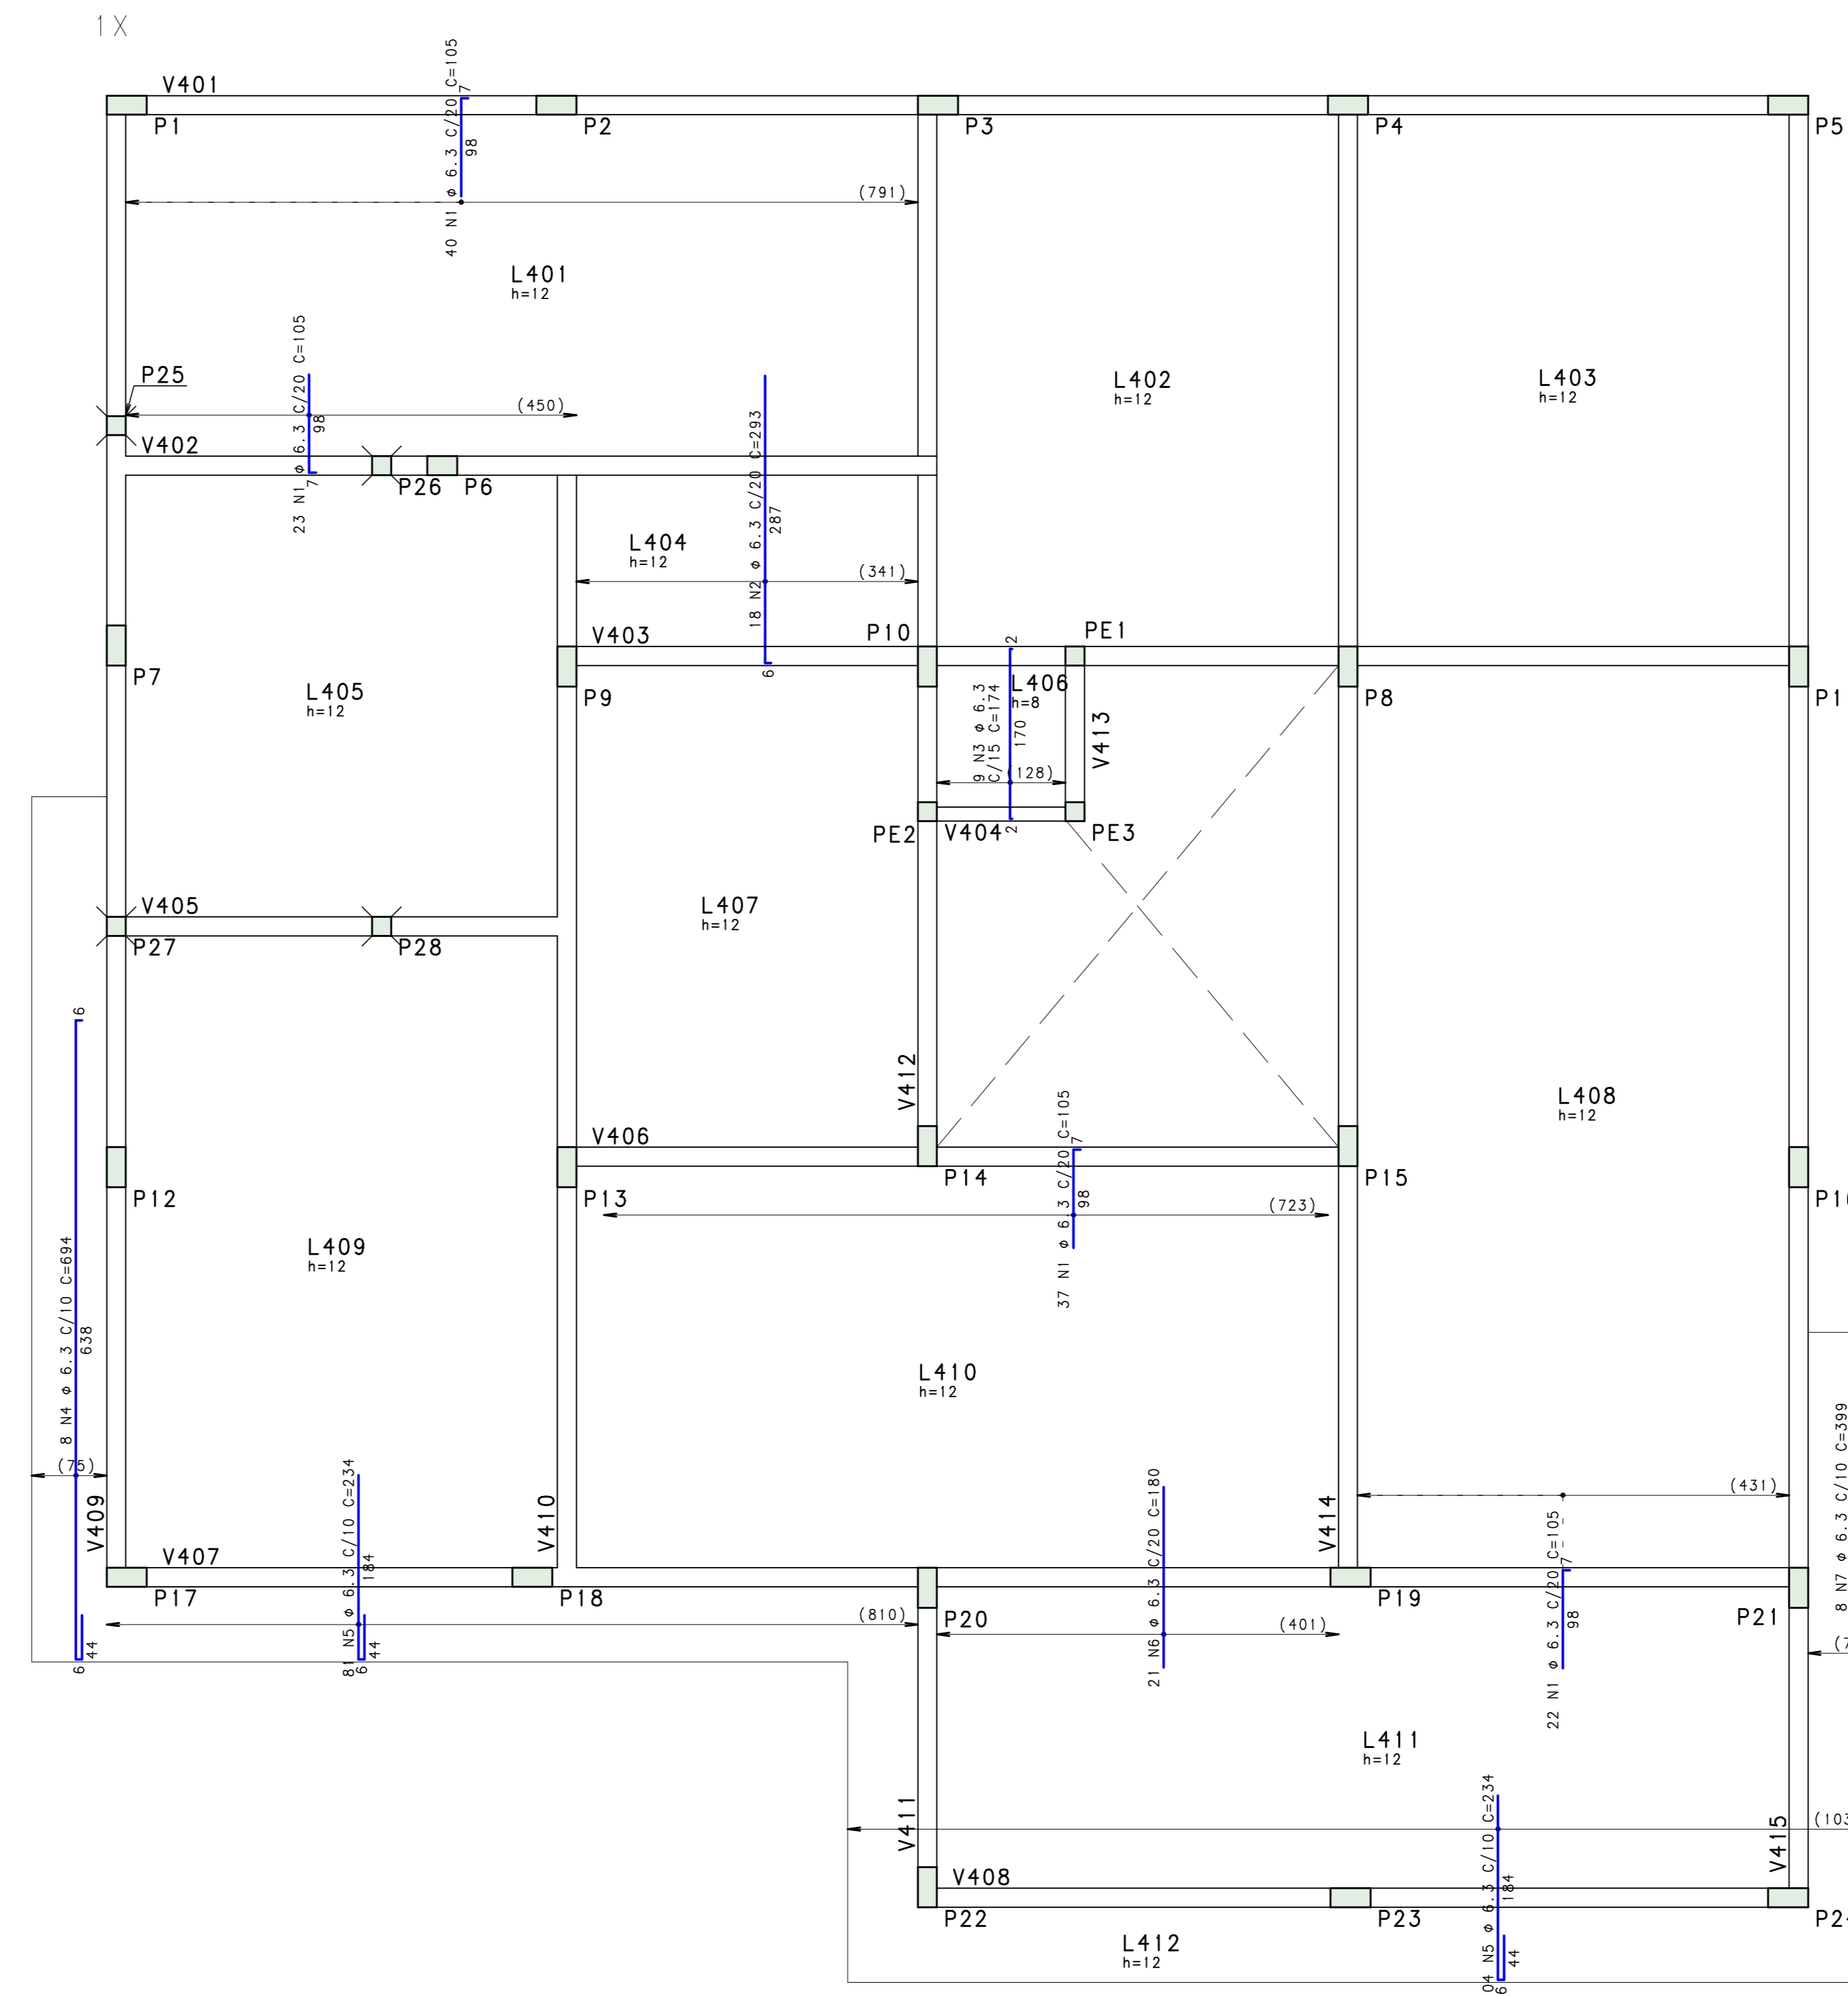 1X
V401
P1
P2
P3
P4
P5
40 N1 φ 6.3 C/20 C=105
7
98
(791)
L401
h=12
L402
h=12
L403
h=12
P25
23 N1 φ 6.3 C/20 C=105
98
7
(450)
V402
P26
P6
18 N2 φ 6.3 C/20 C=293
287
6
L404
h=12
(341)
V403
P10
PE1
P7
L405
h=12
P9
L406
h=8
9 N3 φ 6.3
C/15 C=174
170
2
2
(128)
V413
P8
PE2
V404
PE3
V405
P27
P28
L407
h=12
V412
L408
h=12
V406
P12
P13
P14
P15
37 N1 φ 6.3 C/20 C=105
7
98
(723)
8 N4 φ 6.3 C/10 C=694
638
6
6
44
(75)
L409
h=12
L410
h=12
V409
V410
V414
V407
P17
P18
P20
P19
P21
81 N5 φ 6.3 C/10 C=234
184
6
44
(810)
21 N6 φ 6.3 C/20 C=180
(401)
22 N1 φ 6.3 C/20 C=105
7
98
(431)
8 N7 φ 6.3 C/10 C=399
L411
h=12
V411
V415
V408
P22
P23
04 N5 φ 6.3 C/10 C=234
184
6
44
L412
h=12